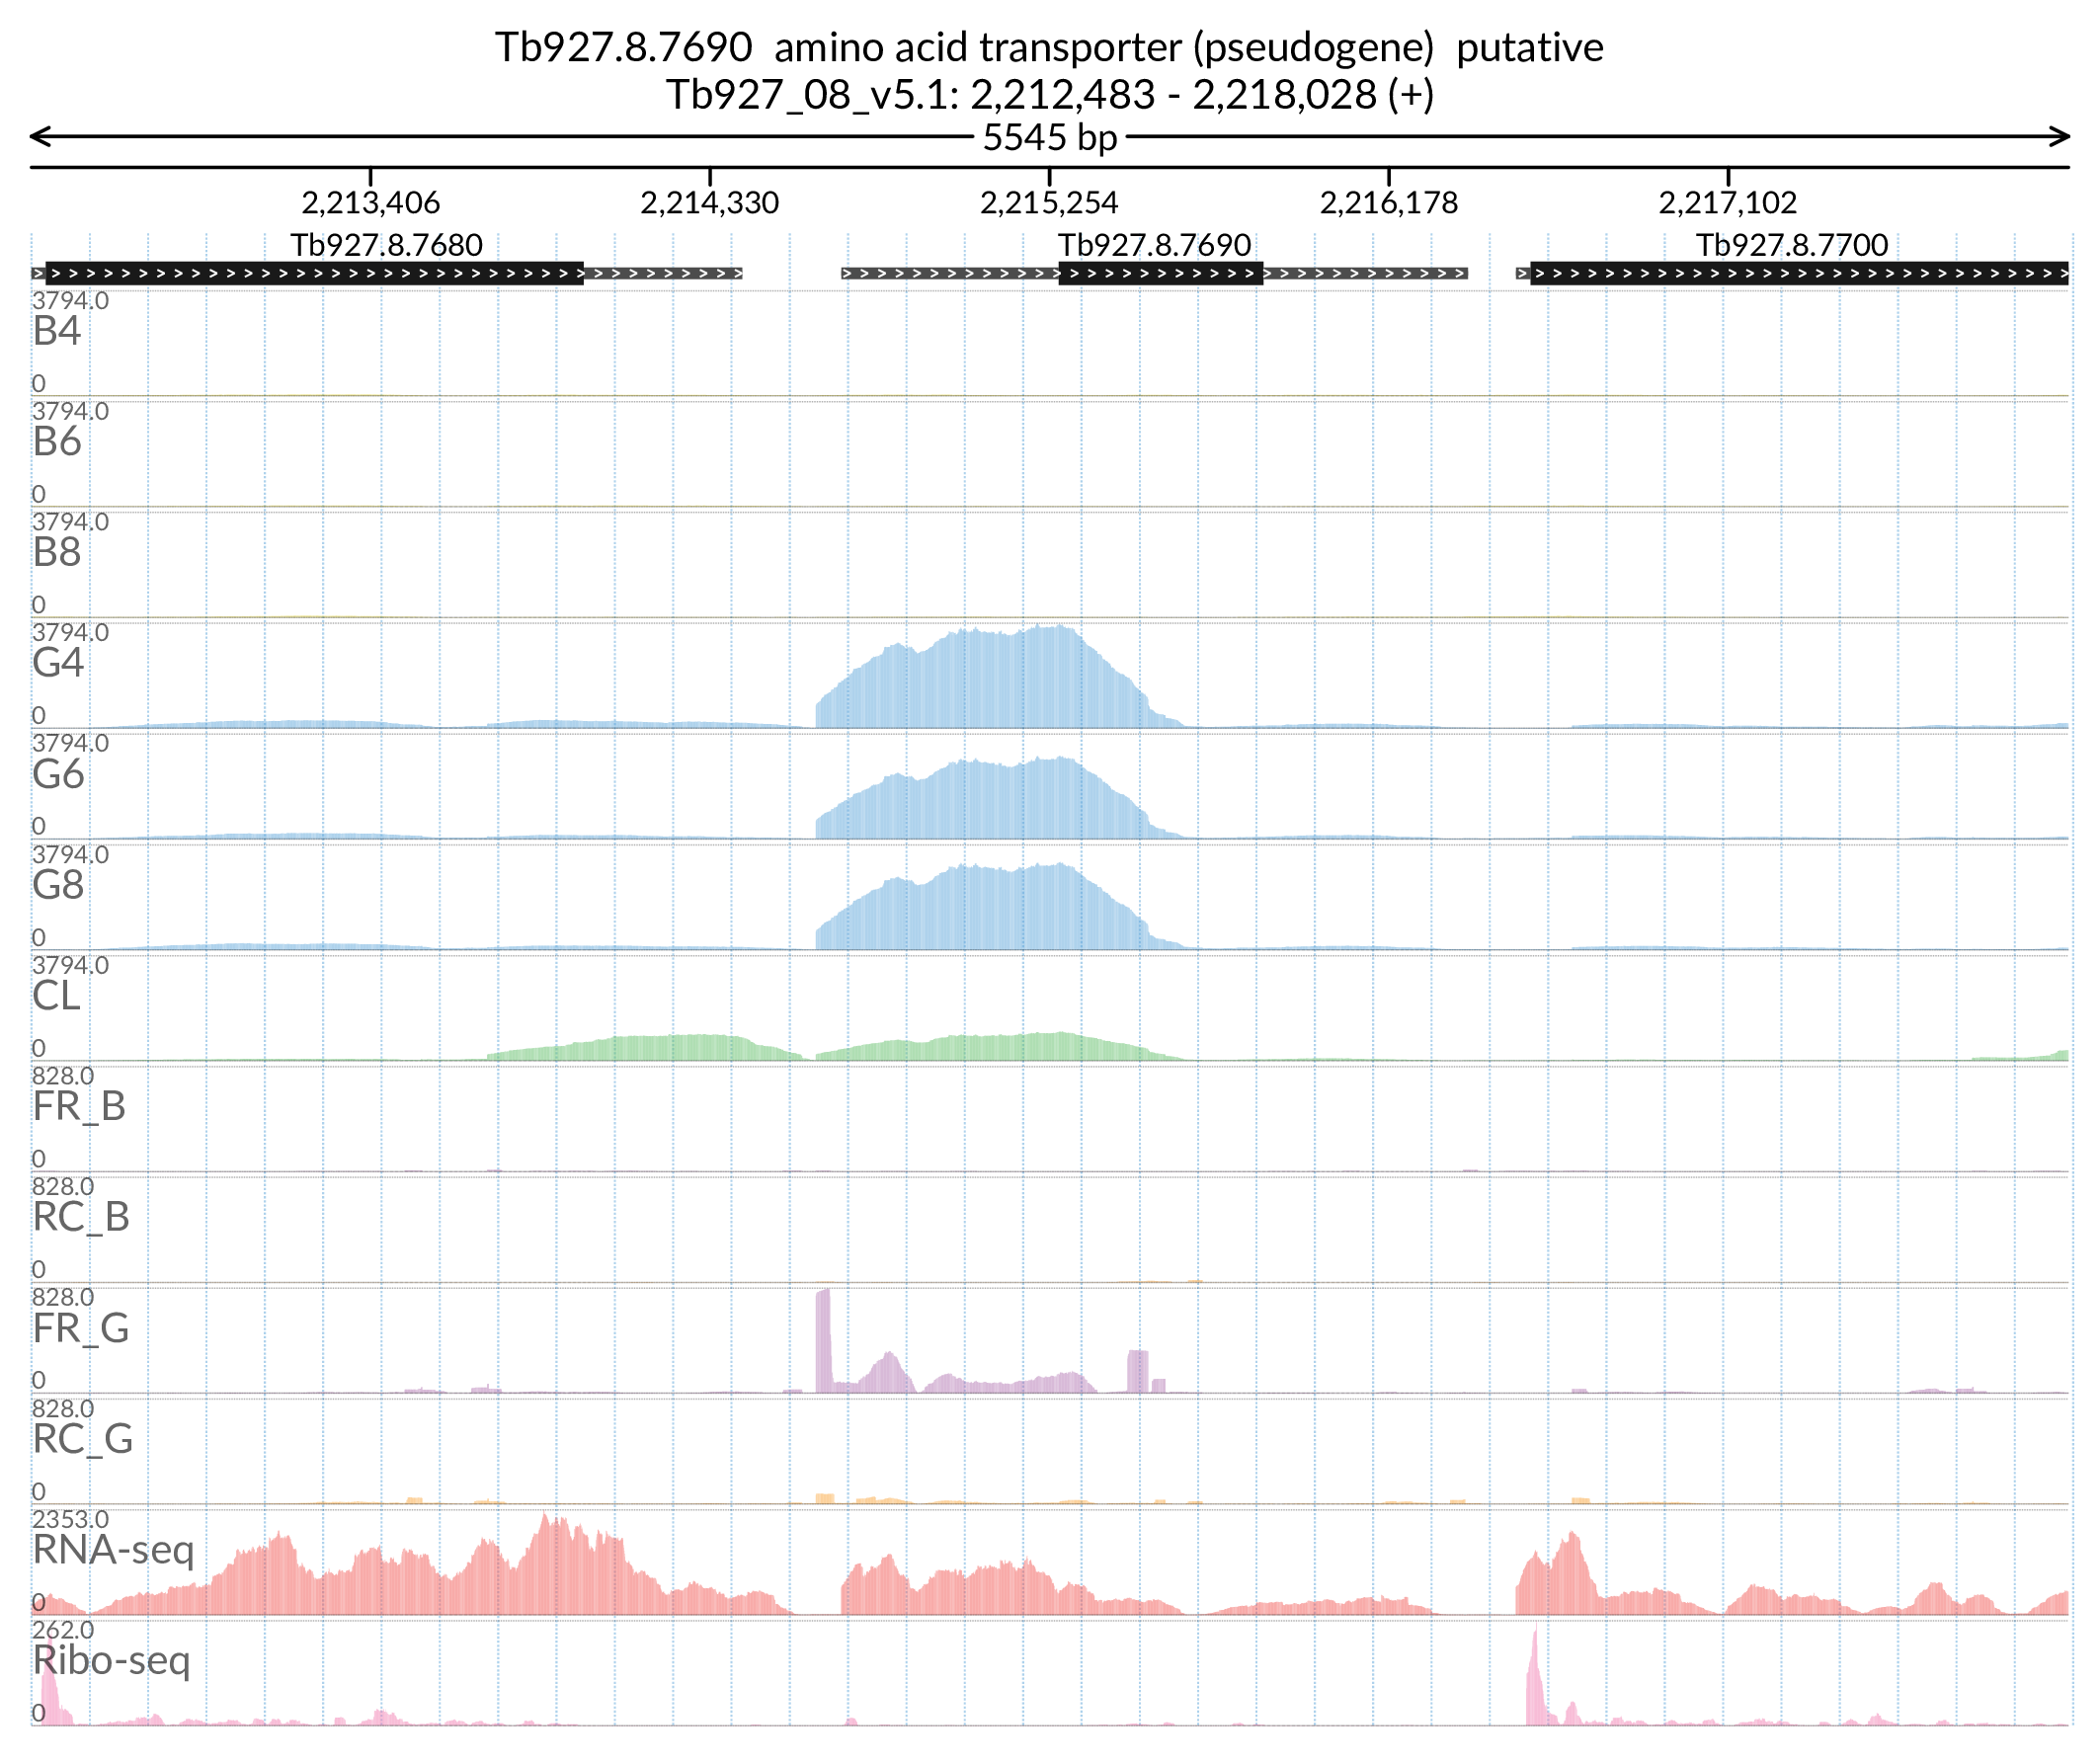 Tb927.8.7690  amino acid transporter (pseudogene)  putative
Tb927_08_v5.1: 2,212,483 - 2,218,028 (+)
5545 bp
2,213,406 2,214,330 2,215,254 2,216,178 2,217,102
Tb927.8.7680 Tb927.8.7690 Tb927.8.7700
3794.0
B4
0
3794.0
B6
0
3794.0
B8
0
3794.0
G4
0
3794.0
G6
0
3794.0
G8
0
3794.0
CL
0
828.0
FR_B
0
828.0
RC_B
0
828.0
FR_G
0
828.0
RC_G
0
2353.0
RNA-seq
0
262.0
Ribo-seq
0